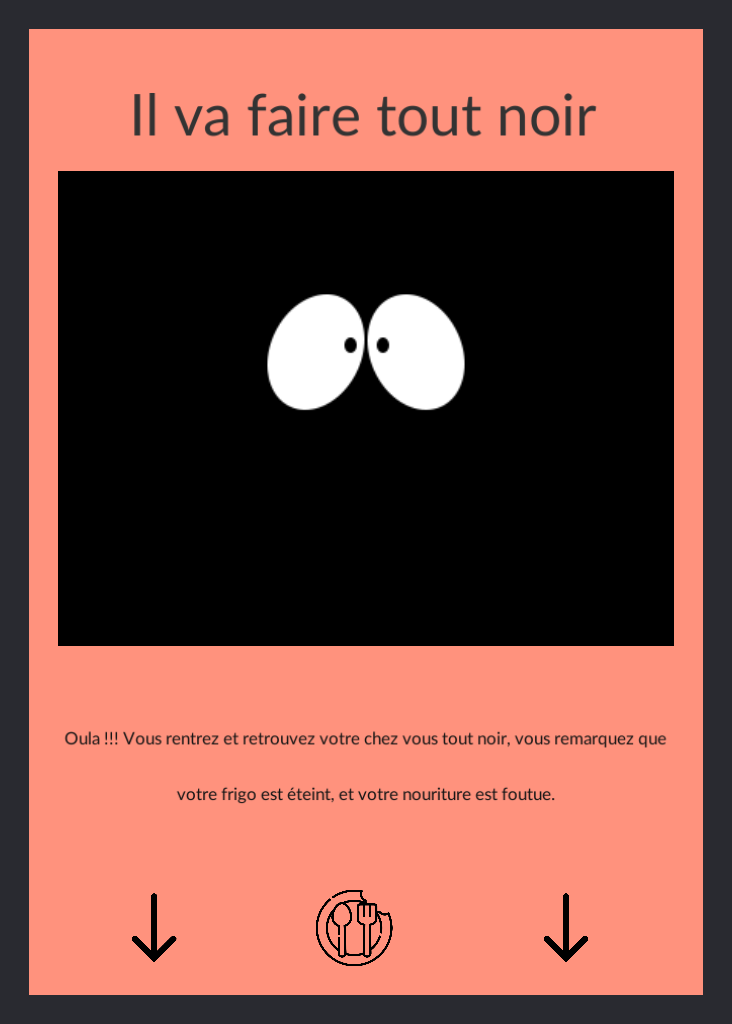 Il va faire tout noir
Oula !!! Vous rentrez et retrouvez votre chez vous tout noir, vous remarquez que
votre frigo est éteint, et votre nouriture est foutue.